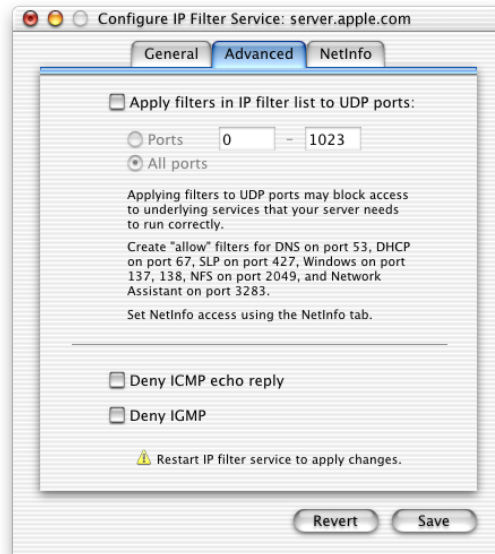 Configure IP Filter Service: server.apple.com
General Advanced NetInfo
Apply filters in IP filter list to UDP ports:
Ports 0 – 1023
All ports
Applying filters to UDP ports may block access
to underlying services that your server needs
to run correctly.
Create "allow" filters for DNS on port 53, DHCP
on port 67, SLP on port 427, Windows on port
137, 138, NFS on port 2049, and Network
Assistant on port 3283.
Set NetInfo access using the NetInfo tab.
Deny ICMP echo reply
Deny IGMP
Restart IP filter service to apply changes.
Revert Save